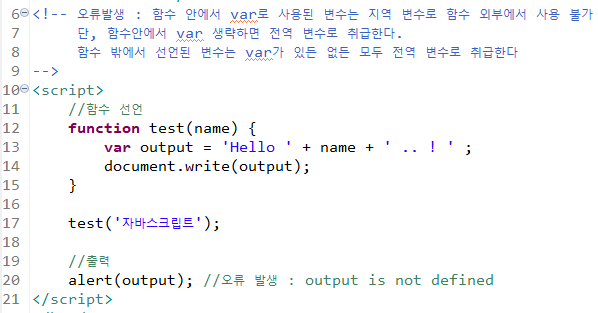 6 <!-- 오류발생 : 함수 안에서 var로 사용된 변수는 지역 변수로 함수 외부에서 사용 불가
7 단, 함수안에서 var 생략하면 전역 변수로 취급한다.
8 함수 밖에서 선언된 변수는 var가 있든 없든 모두 전역 변수로 취급한다
9 -->
10 <script>
11 //함수 선언
12 function test(name) {
13 var output = 'Hello ' + name + ' .. ! ' ;
14 document.write(output);
15 }
16
17 test('자바스크립트');
18
19 //출력
20 alert(output); //오류 발생 : output is not defined
21 </script>